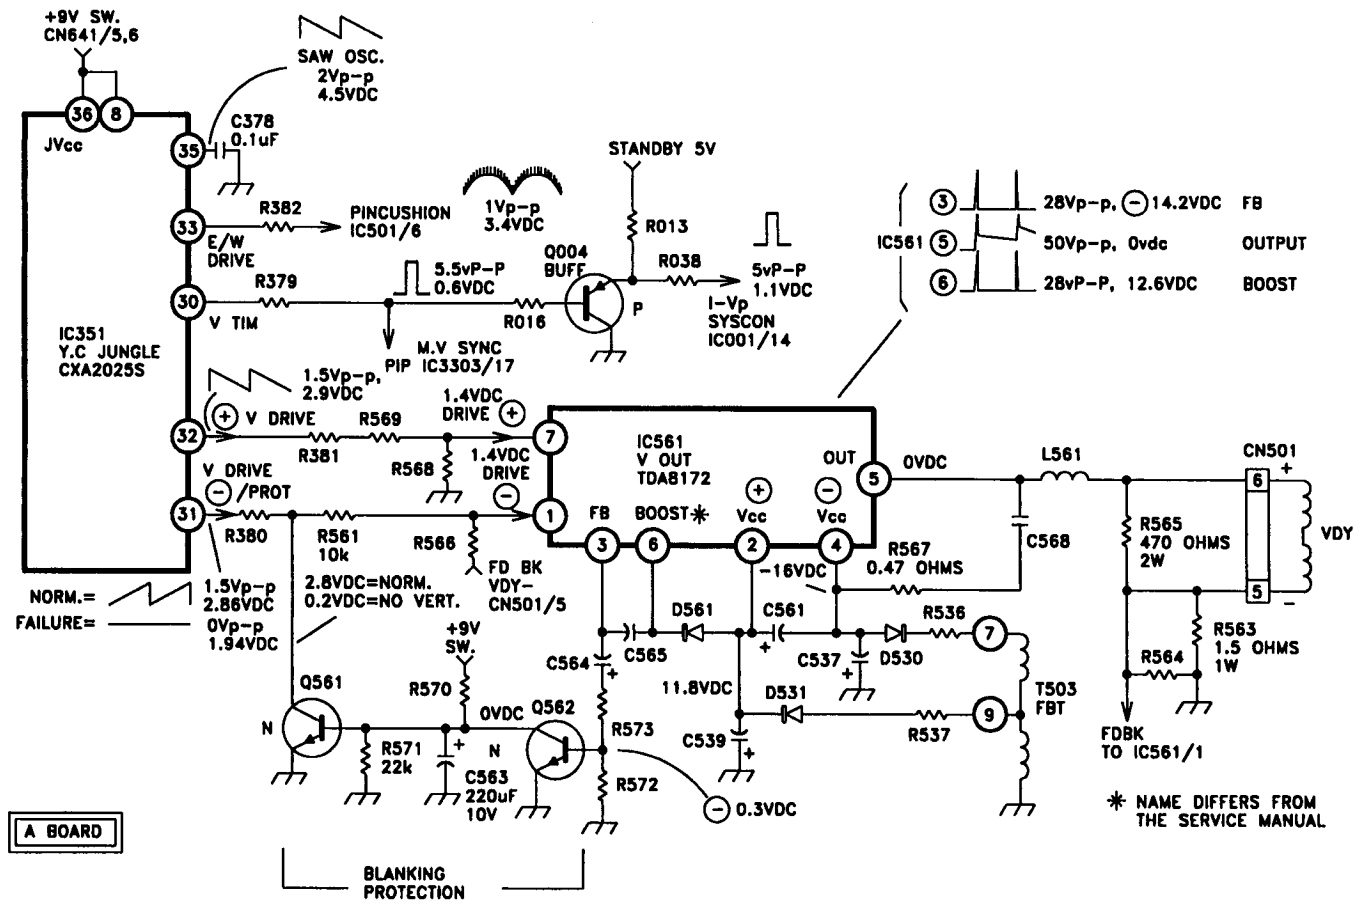 +9V SW.
CN641/5,6
SAW OSC.
2Vp-p
4.5VDC
36
8
JVcc
C378
0.1uF
35
STANDBY 5V
R013
33
R382
PINCUSHION
IC501/6
E/W
DRIVE
1Vp-p
3.4VDC
Q004
BUFF
R038
5vP-P
1.1VDC
I-Vp
SYSCON
IC001/14
R379
30
V TIM
5.5vP-P
0.6VDC
R016
P
PIP
M.V SYNC
IC3303/17
IC351
Y.C JUNGLE
CXA2025S
IC561
3
28Vp-p, - 14.2VDC FB
5
50Vp-p, 0vdc OUTPUT
6
28vP-P, 12.6VDC BOOST
1.5Vp-p,
2.9VDC
+ V DRIVE
32
R381
R569
R568
1.4VDC
DRIVE +
7
1.4VDC
DRIVE
-
1
V DRIVE
- /PROT
31
R380
R561
10k
R566
FD BK
VDY-
CN501/5
IC561
V OUT
TDA8172
OUT
5
0VDC
FB
BOOST*
+
Vcc
-
Vcc
3
6
2
4
L561
CN501
+
6
VDY
5
-
C568
R565
470 OHMS
2W
R567
0.47 OHMS
-16VDC
NORM.=
1.5Vp-p
2.86VDC
FAILURE=
0Vp-p
1.94VDC
2.8VDC=NORM.
0.2VDC=NO VERT.
+9V
SW.
D561
C561
+
C565
C564
+
C537
+
D530
R536
7
R563
1.5 OHMS
1W
R564
T503
FBT
11.8VDC
D531
R537
9
C539
+
FDBK
TO IC561/1
Q561
N
R570
0VDC
Q562
N
R573
R571
22k
+
C563
220uF
10V
R572
- 0.3VDC
A BOARD
* NAME DIFFERS FROM
THE SERVICE MANUAL
BLANKING
PROTECTION